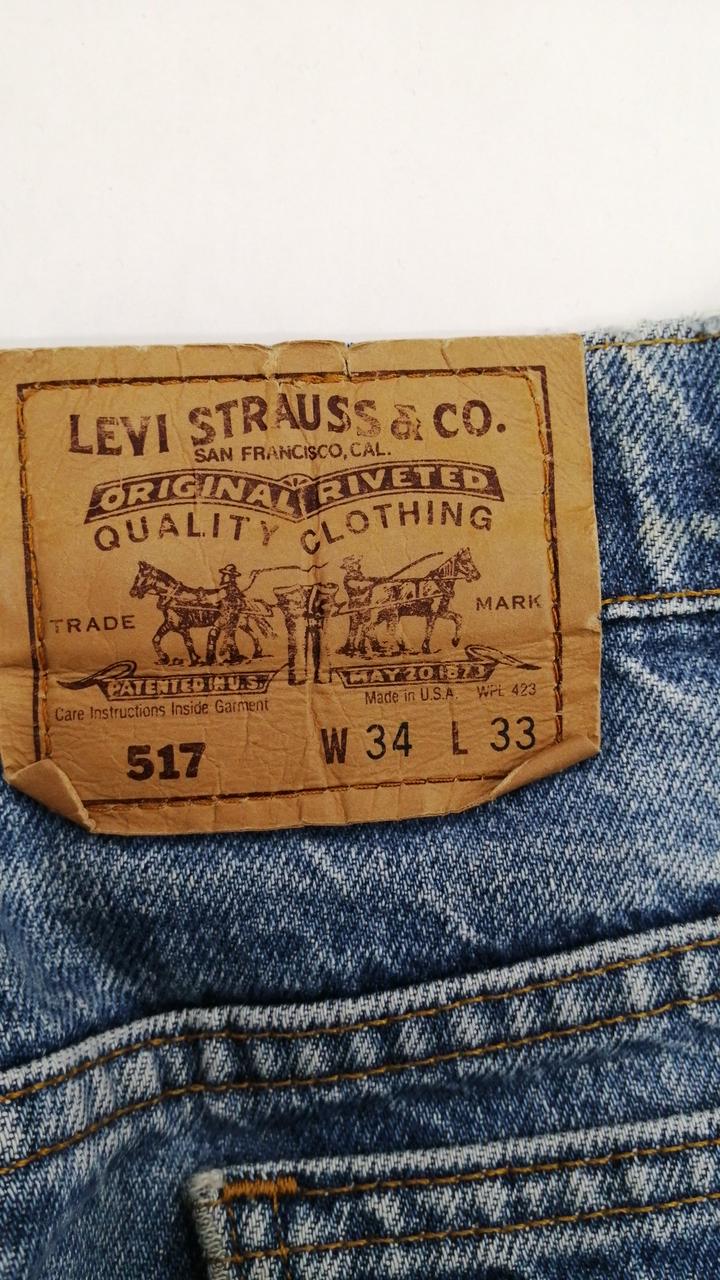 LEVI STRAUSS & CO.
SAN FRANCISCO, CAL.
ORIGINAL RIVETED
QUALITY CLOTHING
TRADE MARK
PATENTED IN U.S. MAY 20 1873
Made in U.S.A. WPL 423
Care Instructions Inside Garment
517 W 34 L 33